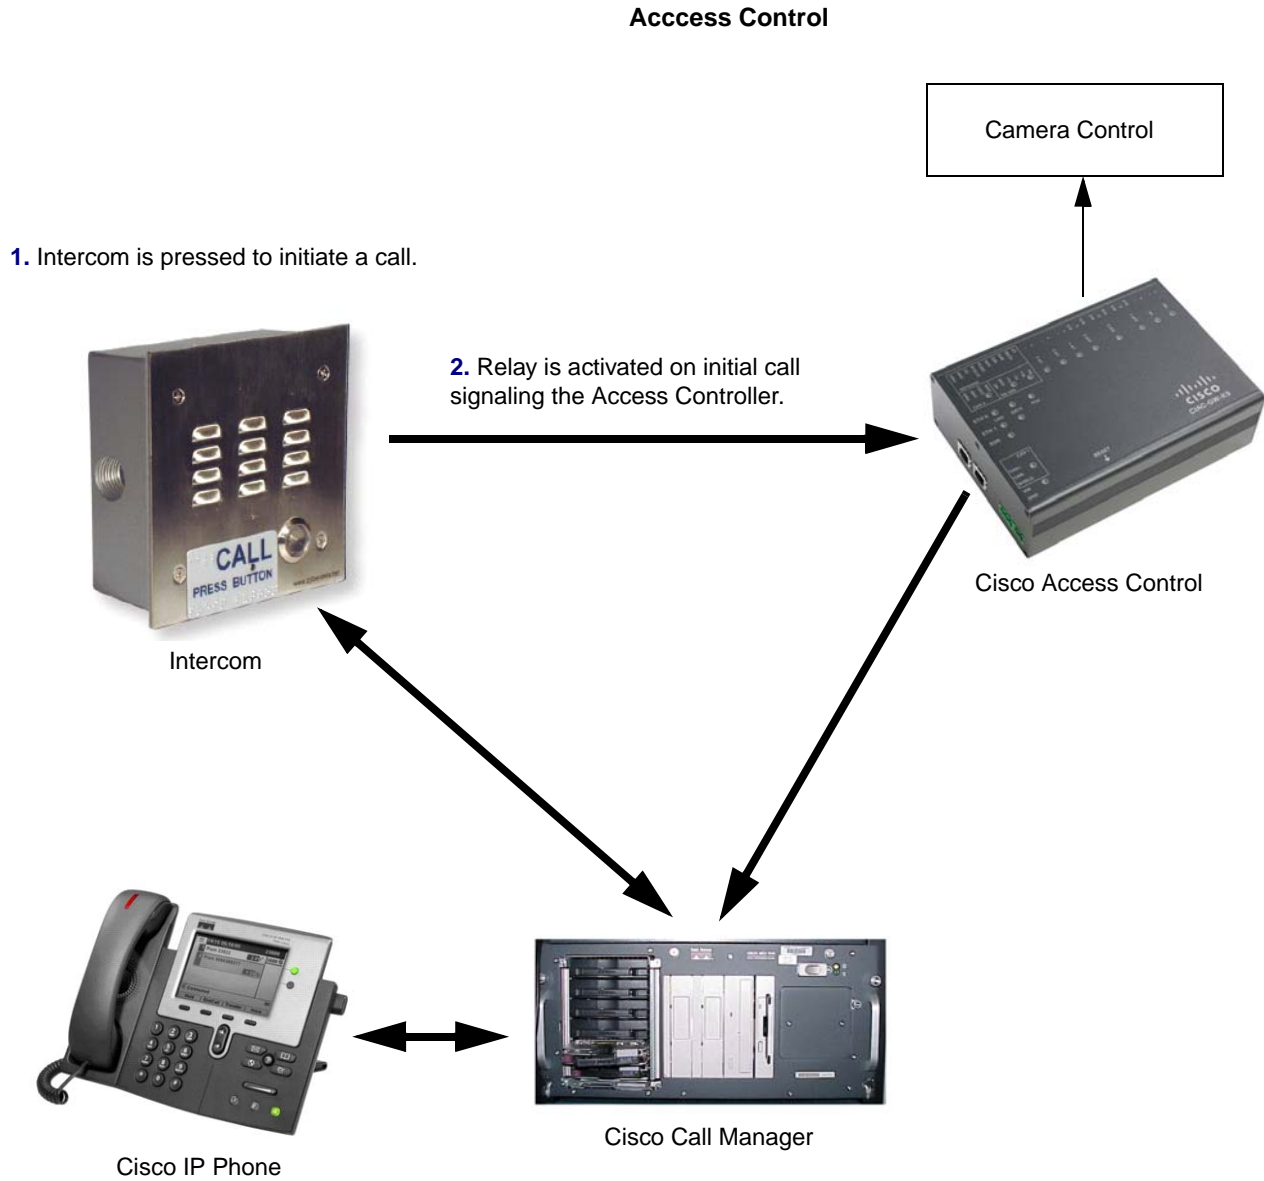 Acccess Control
Camera Control
1. Intercom is pressed to initiate a call.
2. Relay is activated on initial call
signaling the Access Controller.
CISCO
RESET
CALL
PRESS BUTTON
Cisco Access Control
Intercom
Cisco Call Manager
Cisco IP Phone